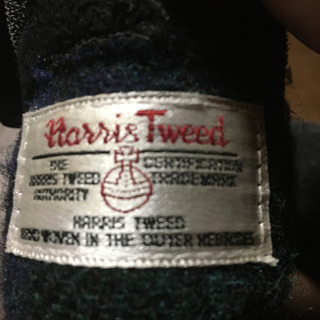 Harris Tweed
THE CERTIFICATION
HARRIS TWEED TRADEMARK
AUTHORITY
HARRIS TWEED
HAND WOVEN IN THE OUTER HEBRIDES